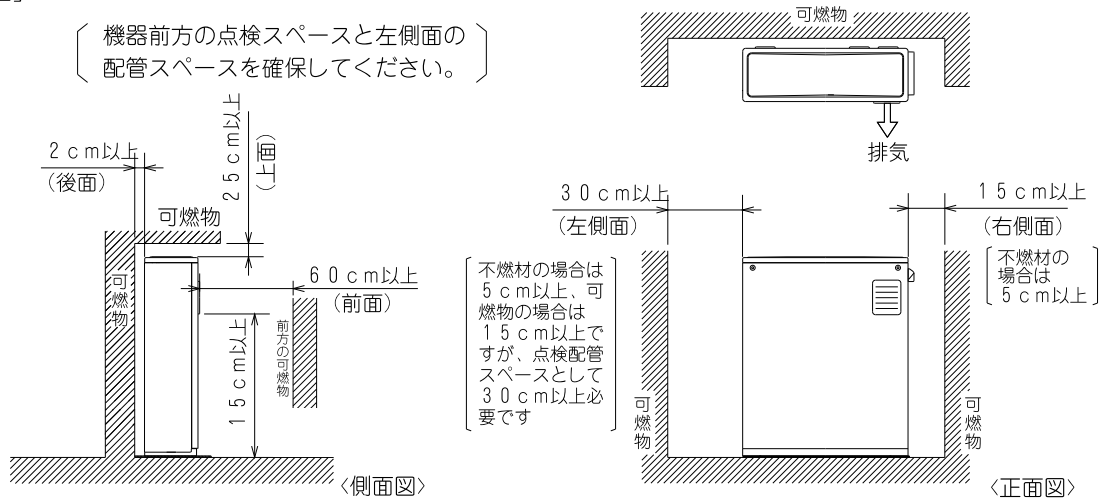 機器前方の点検スペースと左側面の
配管スペースを確保してください。
可燃物
排気
2cm以上
(後面)
25cm以上
(上面)
可燃物
可燃物
60cm以上
(前面)
15cm以上
前方の可燃物
〈側面図〉
30cm以上
(左側面)
不燃材の場合は
5cm以上、可
燃物の場合は
15cm以上で
すが、点検配管
スペースとして
30cm以上必
要です
15cm以上
(右側面)
不燃材の
場合は
5cm以上
可燃物
可燃物
〈正面図〉